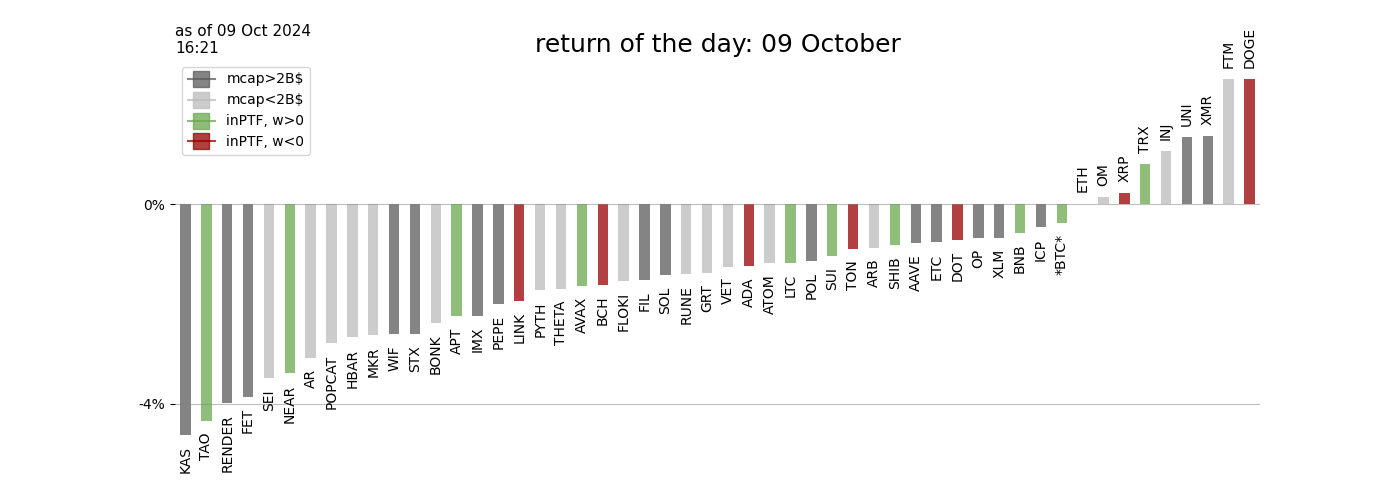 as of 09 Oct 2024
16:21
return of the day: 09 October
mcap>2B$
mcap<2B$
inPTF, w>0
inPTF, w<0
0%
-4%
KAS
TAO
RENDER
FET
SEI
NEAR
AR
POPCAT
HBAR
MKR
WIF
STX
BONK
APT
IMX
PEPE
LINK
PYTH
THETA
AVAX
BCH
FLOKI
FIL
SOL
RUNE
GRT
VET
ADA
ATOM
LTC
POL
SUI
TON
ARB
SHIB
AAVE
ETC
DOT
OP
XLM
BNB
ICP
*BTC*
ETH
OM
XRP
TRX
INJ
UNI
XMR
FTM
DOGE